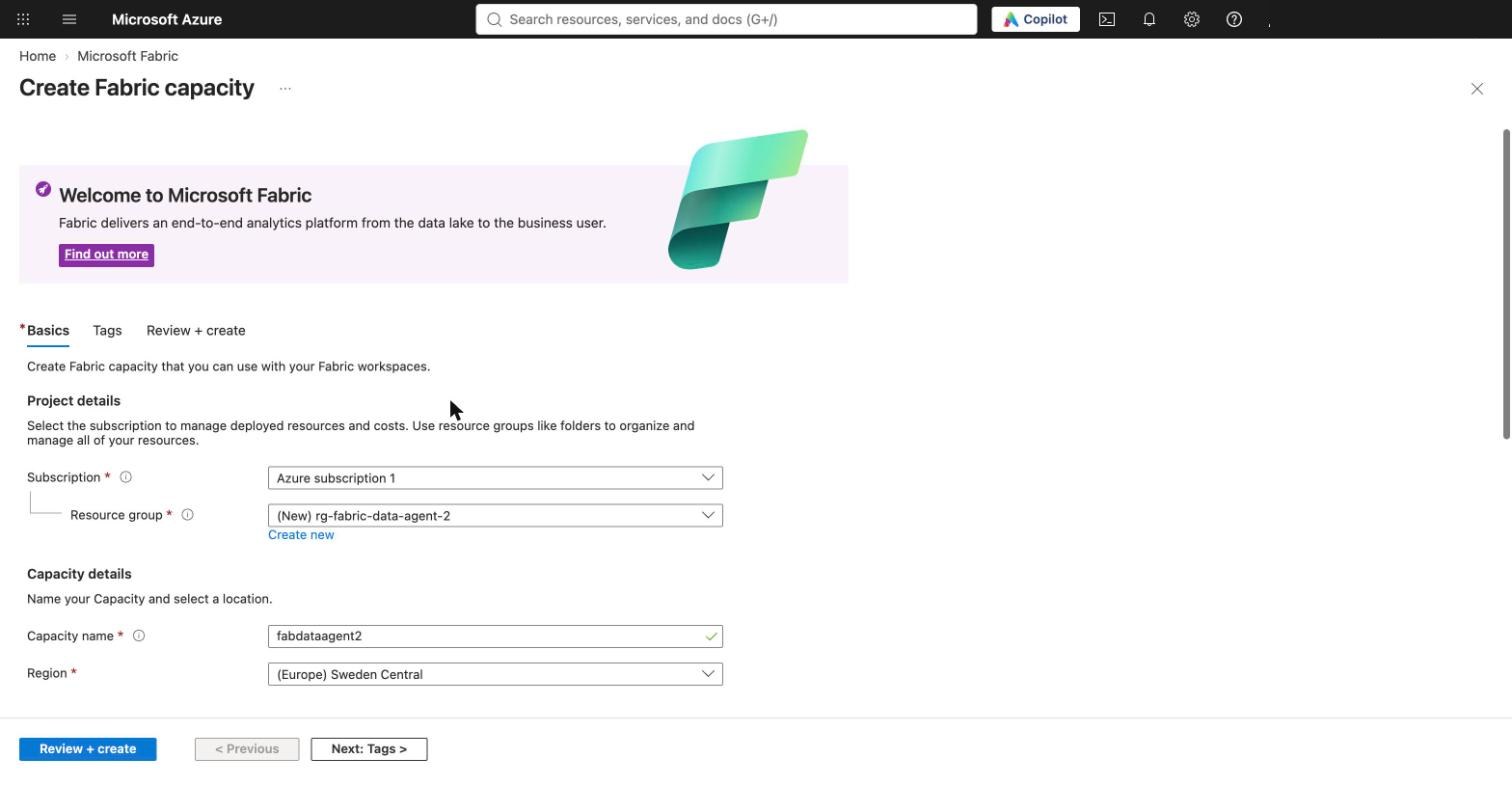 Microsoft Azure
Search resources, services, and docs (G+/)
Copilot
Home > Microsoft Fabric
Create Fabric capacity ...
Welcome to Microsoft Fabric
Fabric delivers an end-to-end analytics platform from the data lake to the business user.
Find out more
* Basics Tags Review + create
Create Fabric capacity that you can use with your Fabric workspaces.
Project details
Select the subscription to manage deployed resources and costs. Use resource groups like folders to organize and
manage all of your resources.
Subscription * Azure subscription 1
Resource group * (New) rg-fabric-data-agent-2
Create new
Capacity details
Name your Capacity and select a location.
Capacity name * fabdataagent2
Region * (Europe) Sweden Central
Review + create < Previous Next: Tags >